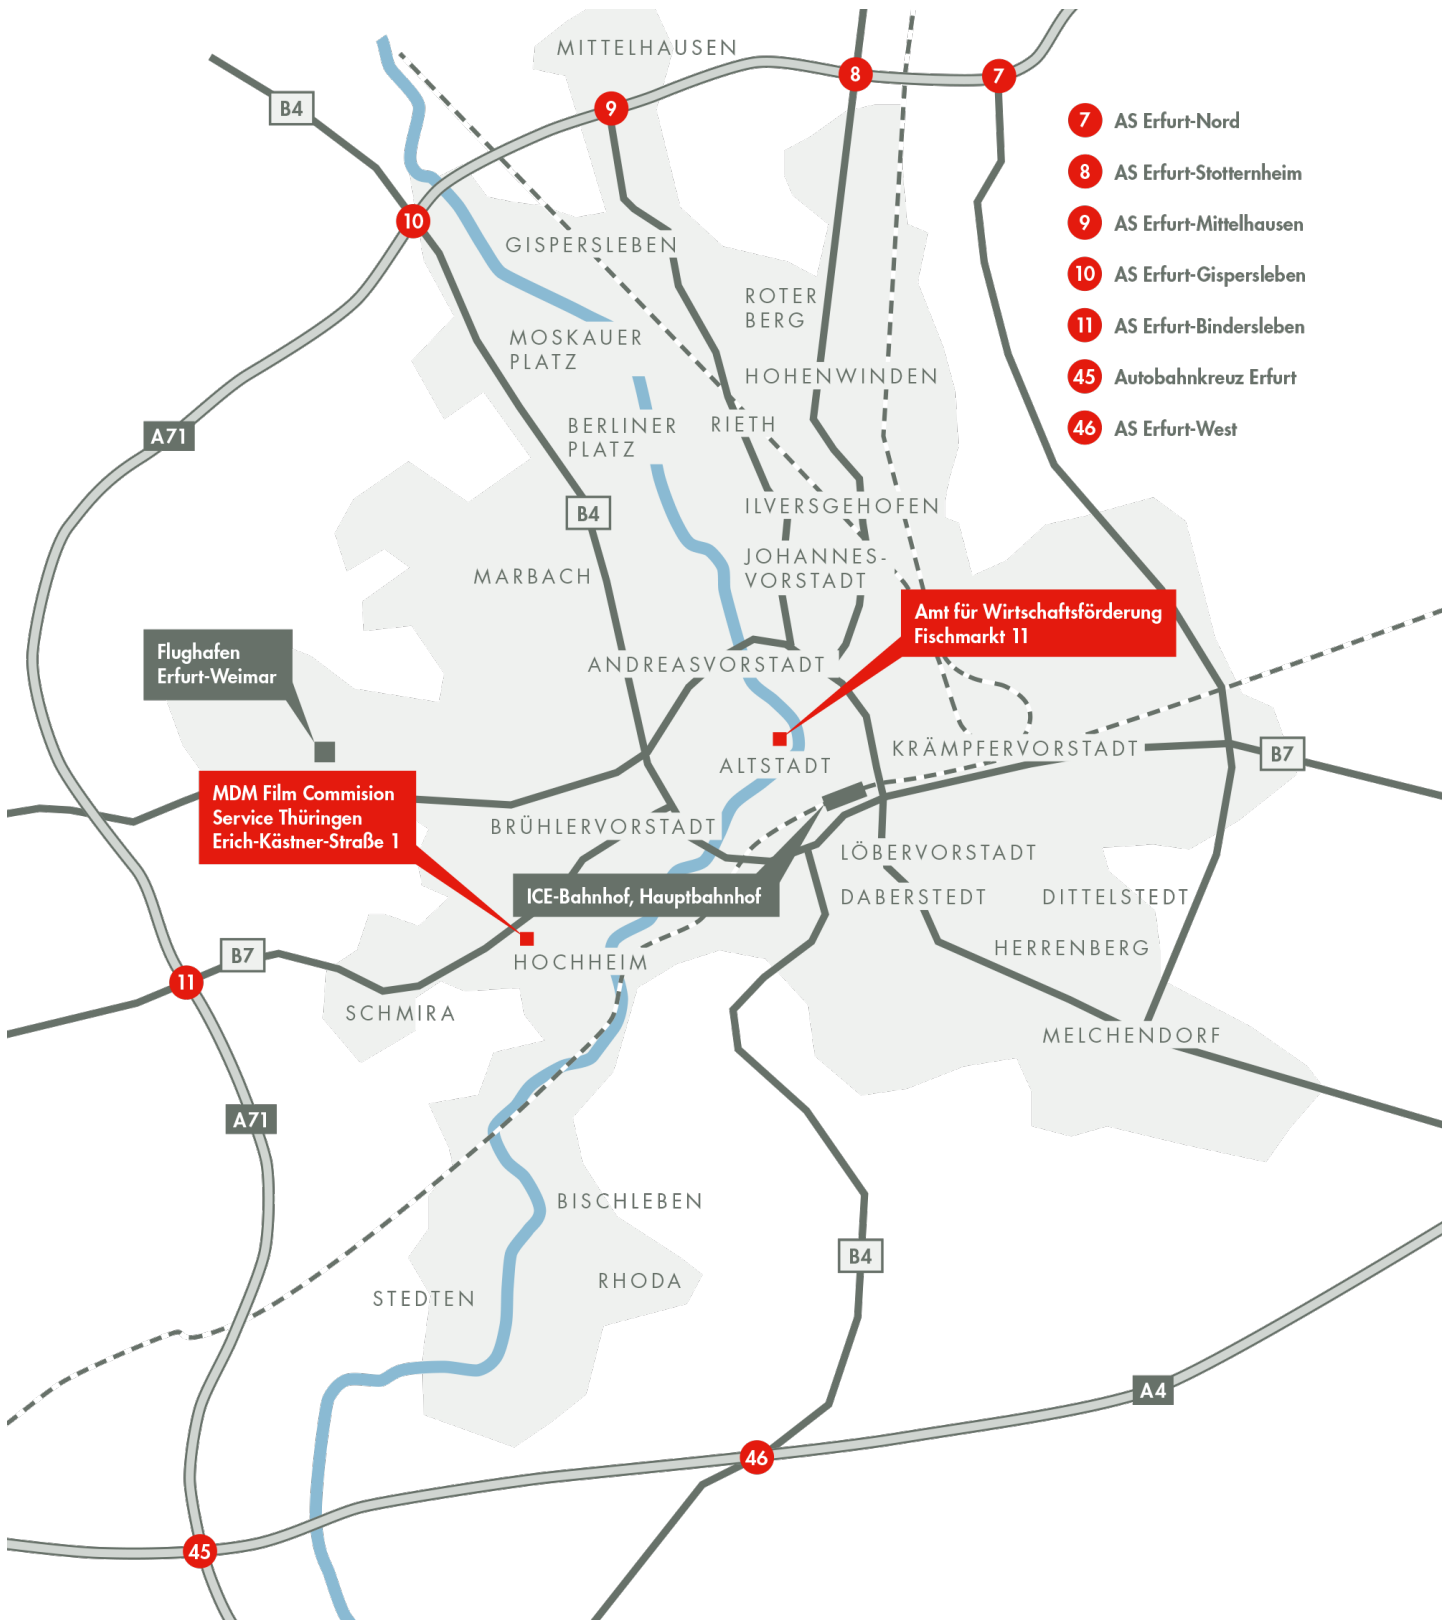 MITTELHAUSEN
8
7
B4
9
7 AS Erfurt-Nord
8 AS Erfurt-Stotternheim
9 AS Erfurt-Mittelhausen
10 AS Erfurt-Gispersleben
11 AS Erfurt-Bindersleben
45 Autobahnkreuz Erfurt
46 AS Erfurt-West
10
GISPERSLEBEN
ROTER
BERG
MOSKAUER
PLATZ
HOHENWINDEN
A71
BERLINER
PLATZ
RIETH
B4
ILVERSGEHOFEN
JOHANNES-
VORSTADT
MARBACH
Amt für Wirtschaftsförderung
Fischmarkt 11
Flughafen
Erfurt-Weimar
ANDREASVORSTADT
KRÄMPFERVORSTADT
B7
ALTSTADT
MDM Film Commision
Service Thüringen
Erich-Kästner-Straße 1
BRÜHLERVORSTADT
LÖBERVORSTADT
ICE-Bahnhof, Hauptbahnhof
DABERSTEDT
DITTELSTEDT
HERRENBERG
B7
HOCHHEIM
11
SCHMIRA
MELCHENDORF
A71
BISCHLEBEN
B4
RHODA
STEDTEN
A4
46
45